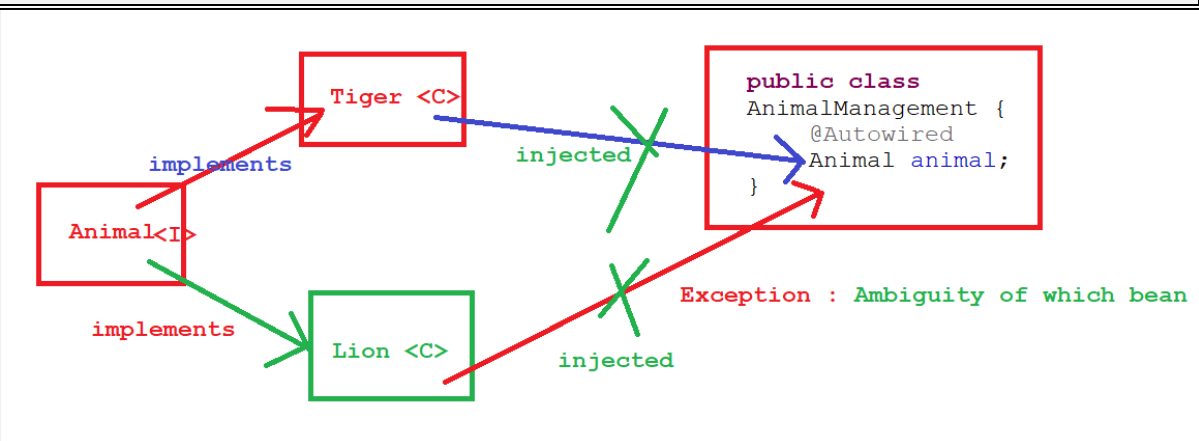 Tiger <C>
public class
AnimalManagement {
@Autowired
Animal animal;
}
injected
implements
Animal<I>
implements
Lion <C>
injected
Exception : Ambiguity of which bean